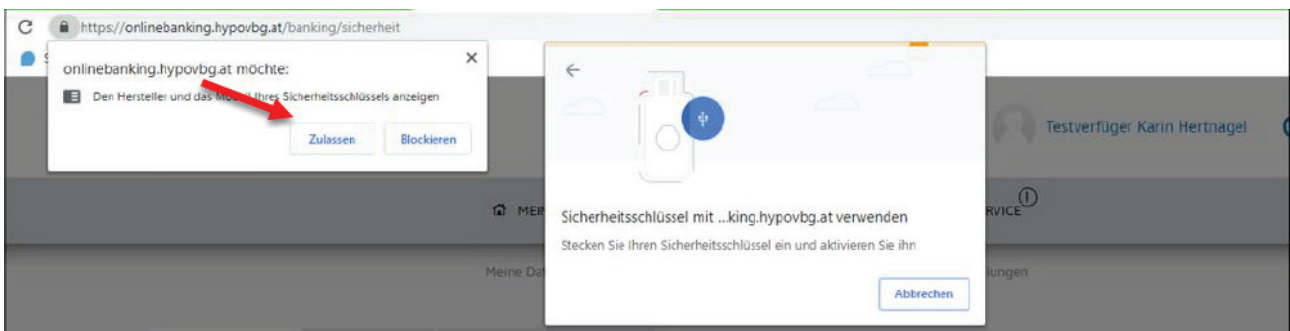 https://onlinebanking.hypovbg.at/banking/sicherheit
onlinebanking.hypovbg.at möchte:
Den Hersteller und das Modell Ihres Sicherheitsschlüssels anzeigen
Zulassen Blockieren
Testverfüger Karin Hertnagel
MEIN
Sicherheitsschlüssel mit ...king.hypovbg.at verwenden
RVICE
Stecken Sie Ihren Sicherheitsschlüssel ein und aktivieren Sie ihn
Meine Dat
lungen
Abbrechen